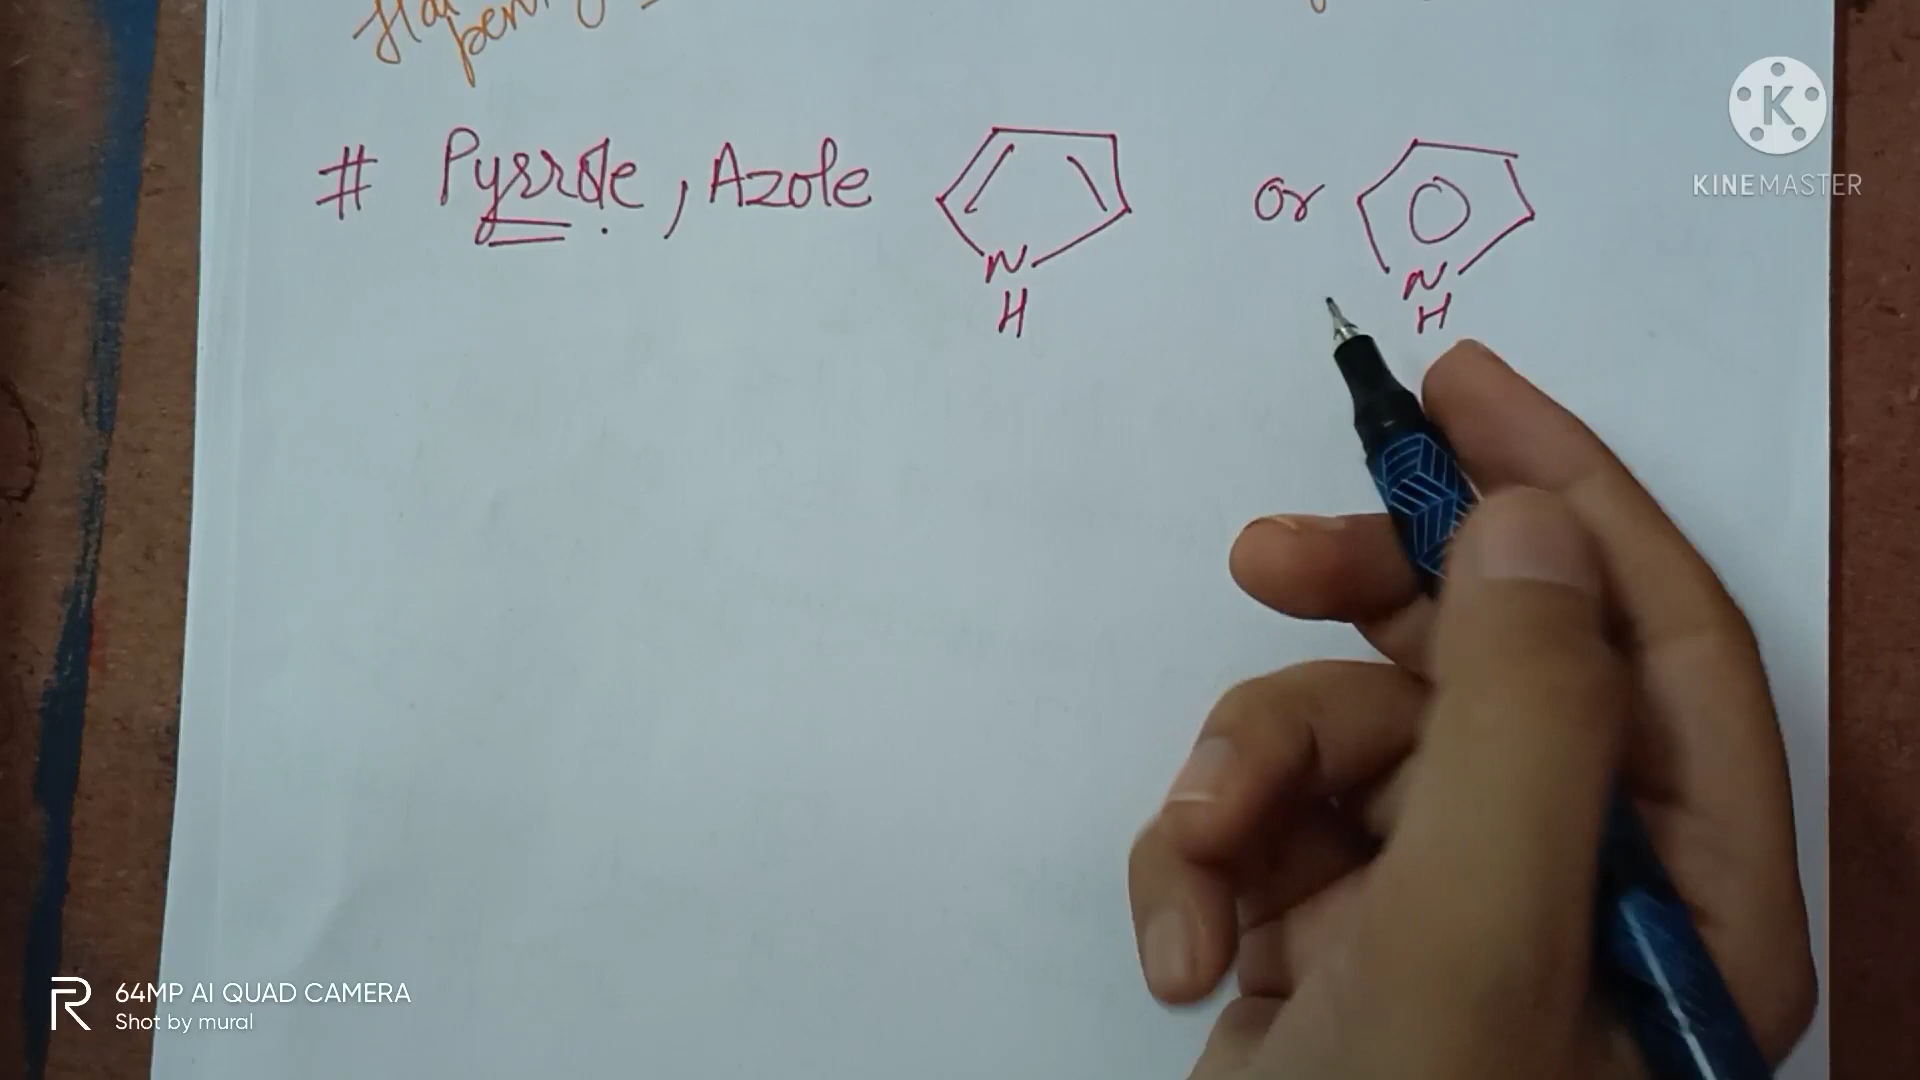 # Pyrrole, Azole or
N
H
N
H
KINEMASTER
64MP AI QUAD CAMERA
Shot by mural